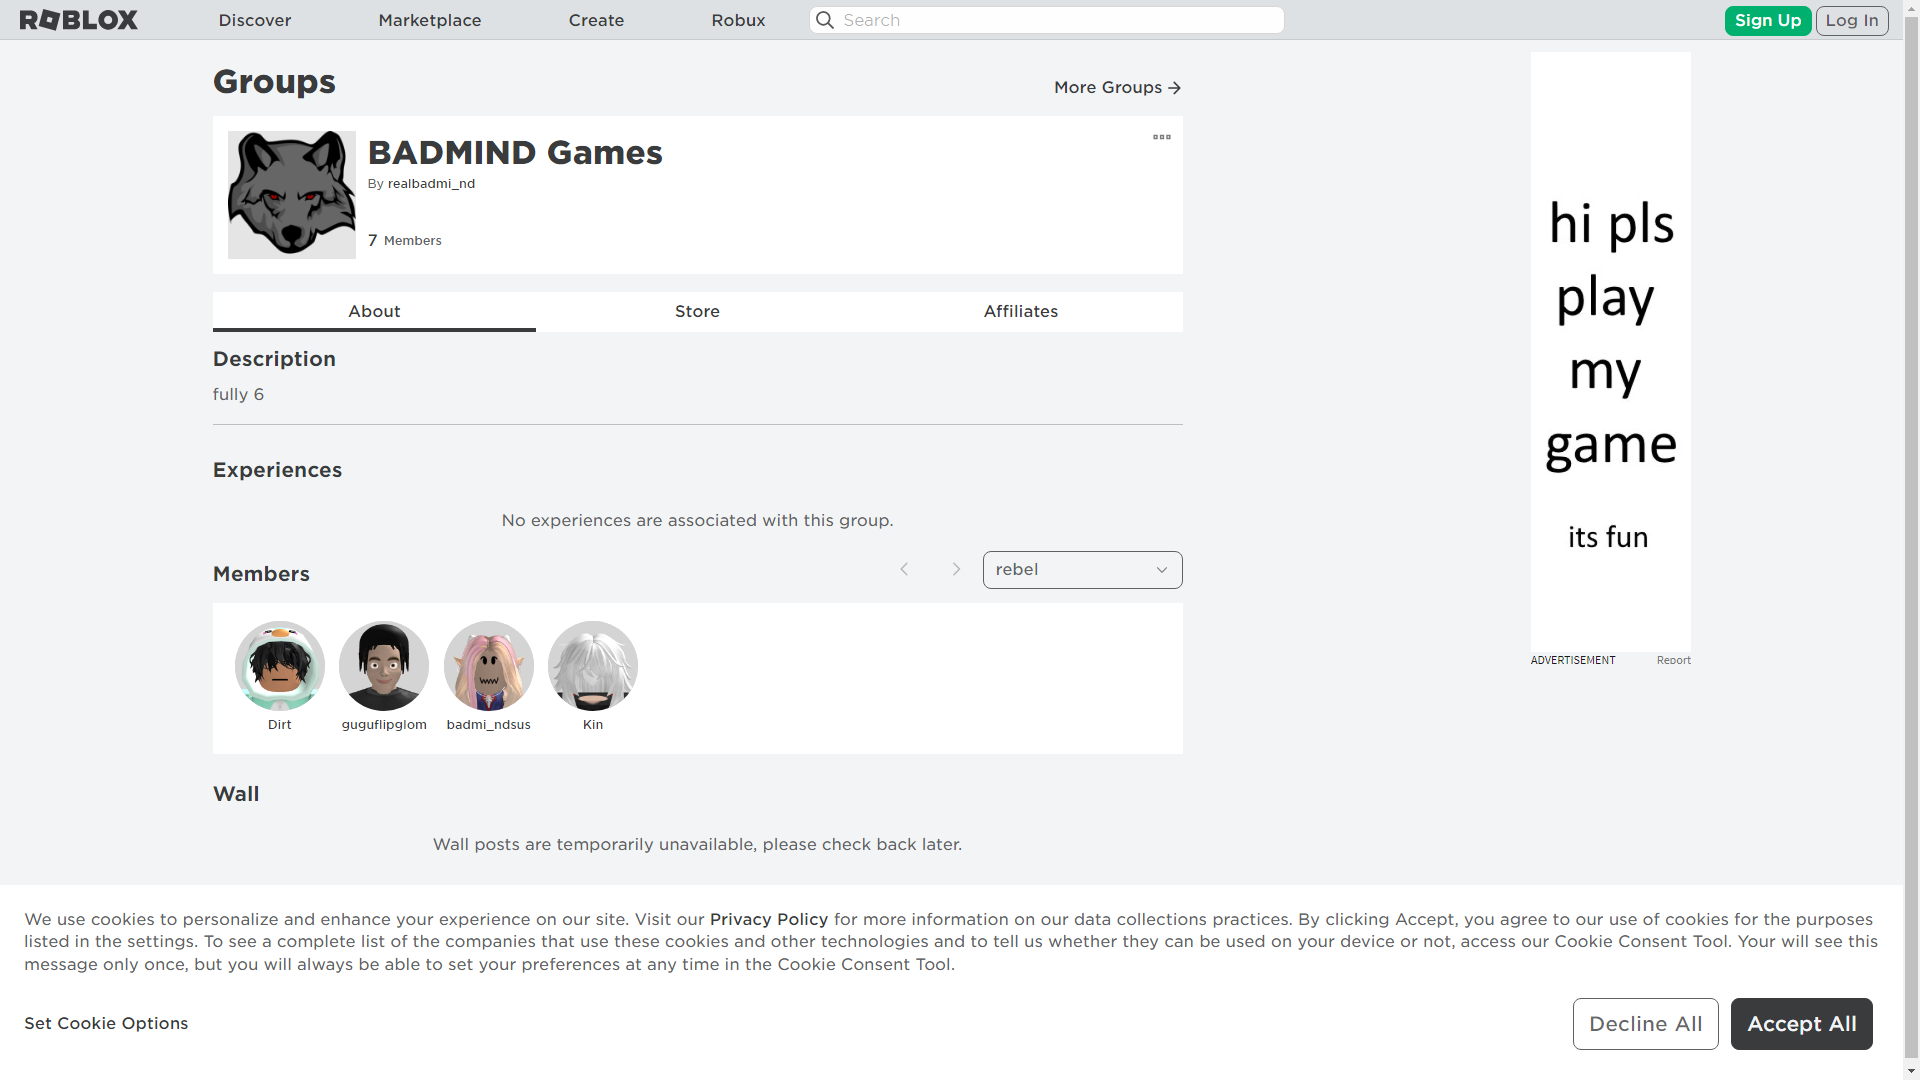 ROBLOX
Discover
Marketplace
Create
Robux
Search
Sign Up
Log In
Groups
More Groups
BADMIND Games
By realbadmi_nd
7 Members
About
Store
Affiliates
Description
fully 6
Experiences
No experiences are associated with this group.
Members
rebel
Dirt
guguflipglom
badmi_ndsus
Kin
Wall
Wall posts are temporarily unavailable, please check back later.
hi pls
play
my
game
its fun
ADVERTISEMENT
Report
We use cookies to personalize and enhance your experience on our site. Visit our Privacy Policy for more information on our data collections practices. By clicking Accept, you agree to our use of cookies for the purposes
listed in the settings. To see a complete list of the companies that use these cookies and other technologies and to tell us whether they can be used on your device or not, access our Cookie Consent Tool. Your will see this
message only once, but you will always be able to set your preferences at any time in the Cookie Consent Tool.
Set Cookie Options
Decline All
Accept All